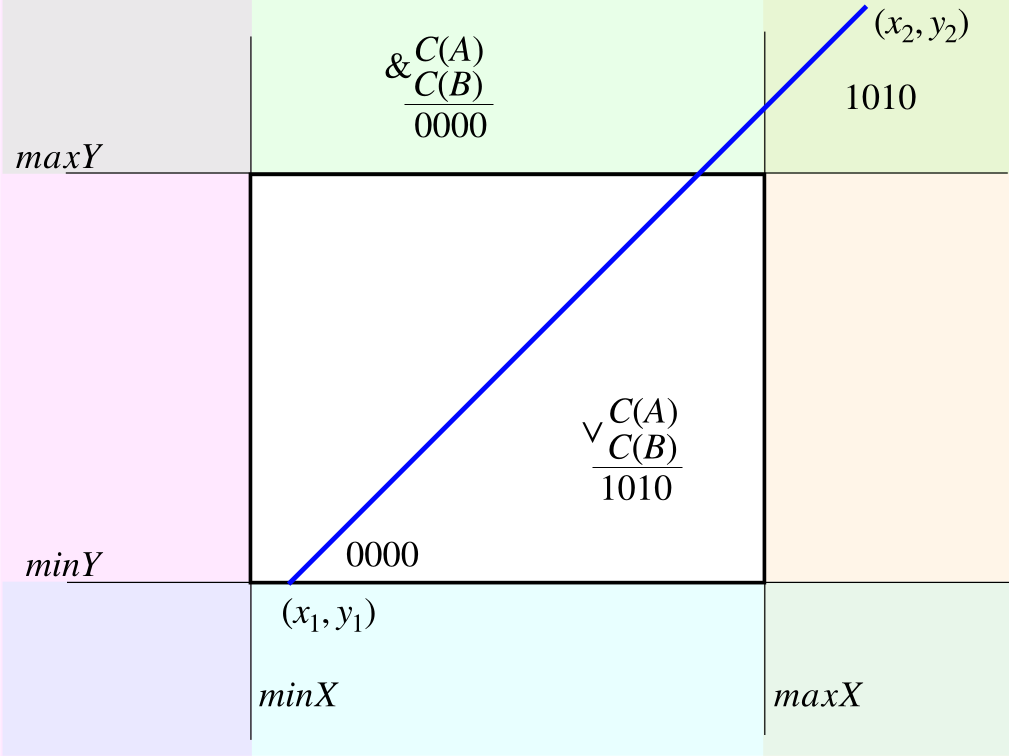 (x₂, y₂)
& C(A)
C(B)
0000
1010
maxY
∨ C(A)
C(B)
1010
0000
minY
(x₁, y₁)
minX
maxX